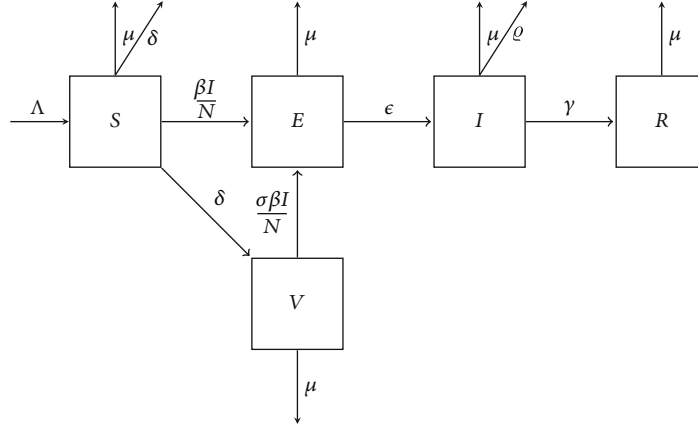 μ δ μ μ ϱ μ
Λ S βI/N E ϵ I γ R
δ σβI/N
V
μ